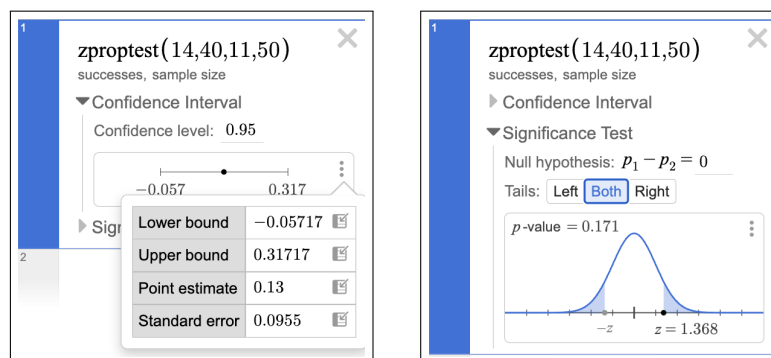 1
zproptest(14,40,11,50)
successes, sample size
Confidence Interval
Confidence level: 0.95
−0.057 0.317
Sig
Lower bound −0.05717
Upper bound 0.31717
Point estimate 0.13
Standard error 0.0955
2
1
zproptest(14,40,11,50)
successes, sample size
Confidence Interval
Significance Test
Null hypothesis: p₁ − p₂ = 0
Tails: Left Both Right
p-value = 0.171
−z z = 1.368